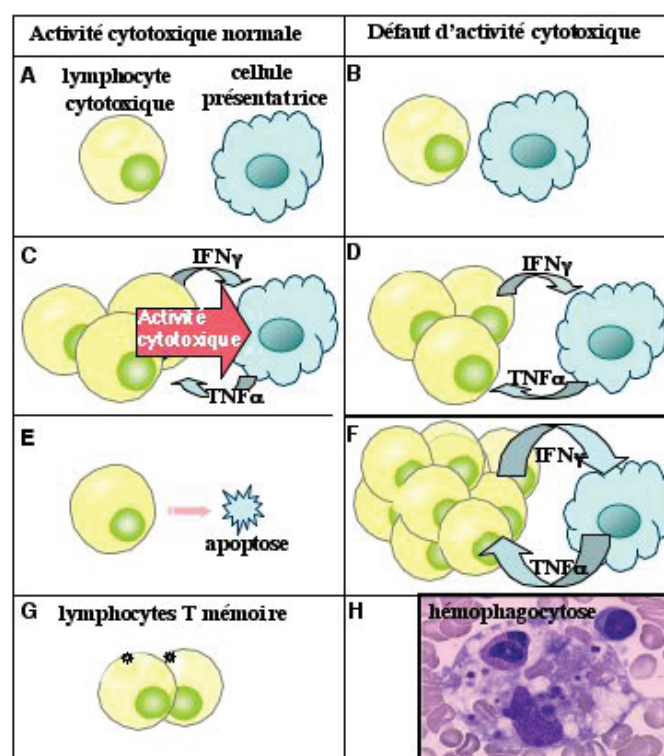 Activité cytotoxique normale
Défaut d'activité cytotoxique
A
lymphocyte
cytotoxique
cellule
présentatrice
B
C
IFNγ
Activité
cytotoxique
TNFα
D
IFNγ
TNFα
E
apoptose
F
IFNγ
TNFα
G
lymphocytes T mémoire
H
hémophagocytose